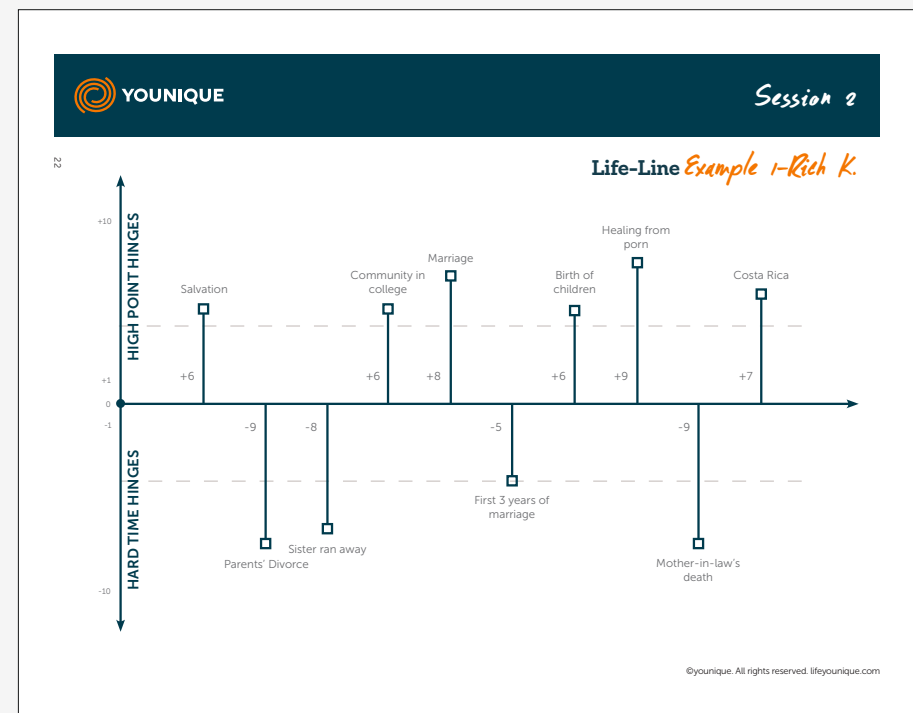 YOUNIQUE
Session 2
22
Life-Line Example 1-Rich K.
+10
HIGH POINT HINGES
Healing from
porn
Marriage
Salvation
Community in
college
Birth of
children
Costa Rica
+6
+6
+8
+6
+9
+7
+1
0
-1
-9
-8
-5
-9
HARD TIME HINGES
First 3 years of
marriage
Sister ran away
Parents' Divorce
Mother-in-law's
death
-10
©younique. All rights reserved. lifeyounique.com